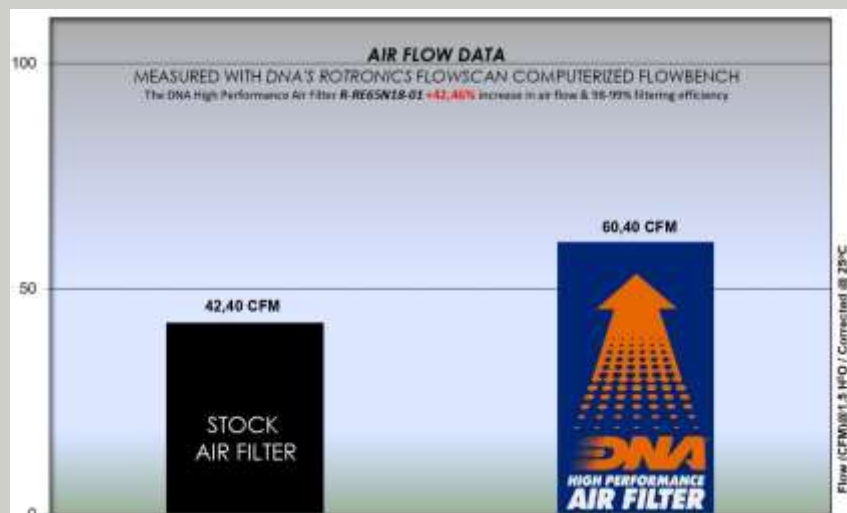 AIR FLOW DATA
MEASURED WITH DNA'S ROTRONICS FLOWSCAN COMPUTERIZED FLOWBENCH
The DNA High Performance Air Filter R-RE65N18-01 +42,46% increase in air flow & 98-99% filtering efficiency
100
60,40 CFM
50
42,40 CFM
STOCK
AIR FILTER
DNA
HIGH PERFORMANCE
AIR FILTER
0
Flow (CFM)@1,5 H²O / Corrected @ 25ºC